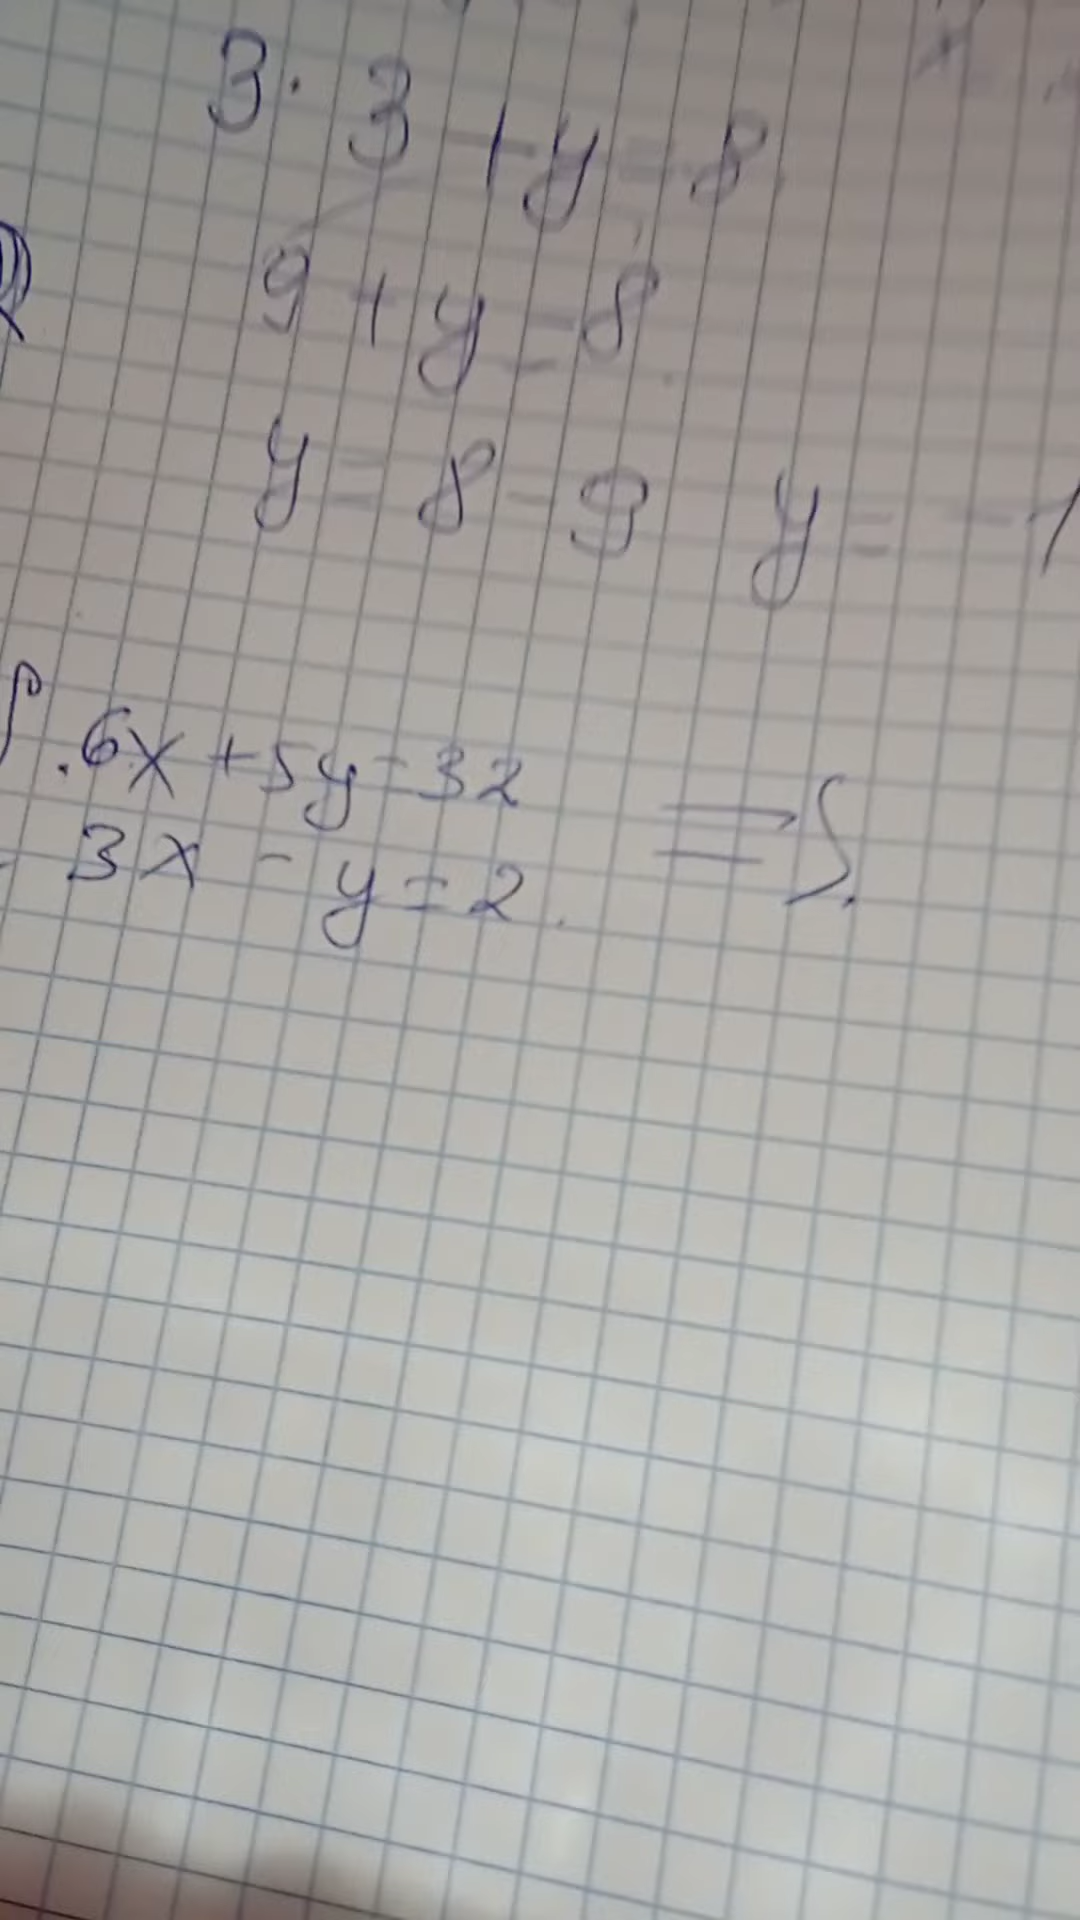 3 · 3 + y = 8
9 + y = 8
y = 8 - 9 y = -1
{ 6x + 5y = 32
3x - y = 2
=> {